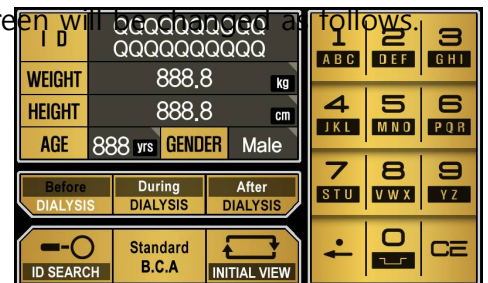 een will be changed as follows.
ID QQQQQQQQQQ
QQQQQQQQQQ
WEIGHT 888.8 kg
HEIGHT 888.8 cm
AGE 888 yrs GENDER Male
Before DIALYSIS
During DIALYSIS
After DIALYSIS
ID SEARCH
Standard B.C.A
INITIAL VIEW
1 2 3
ABC DEF GHI
4 5 6
JKL MNO PQR
7 8 9
STU VWX YZ
. 0 CE